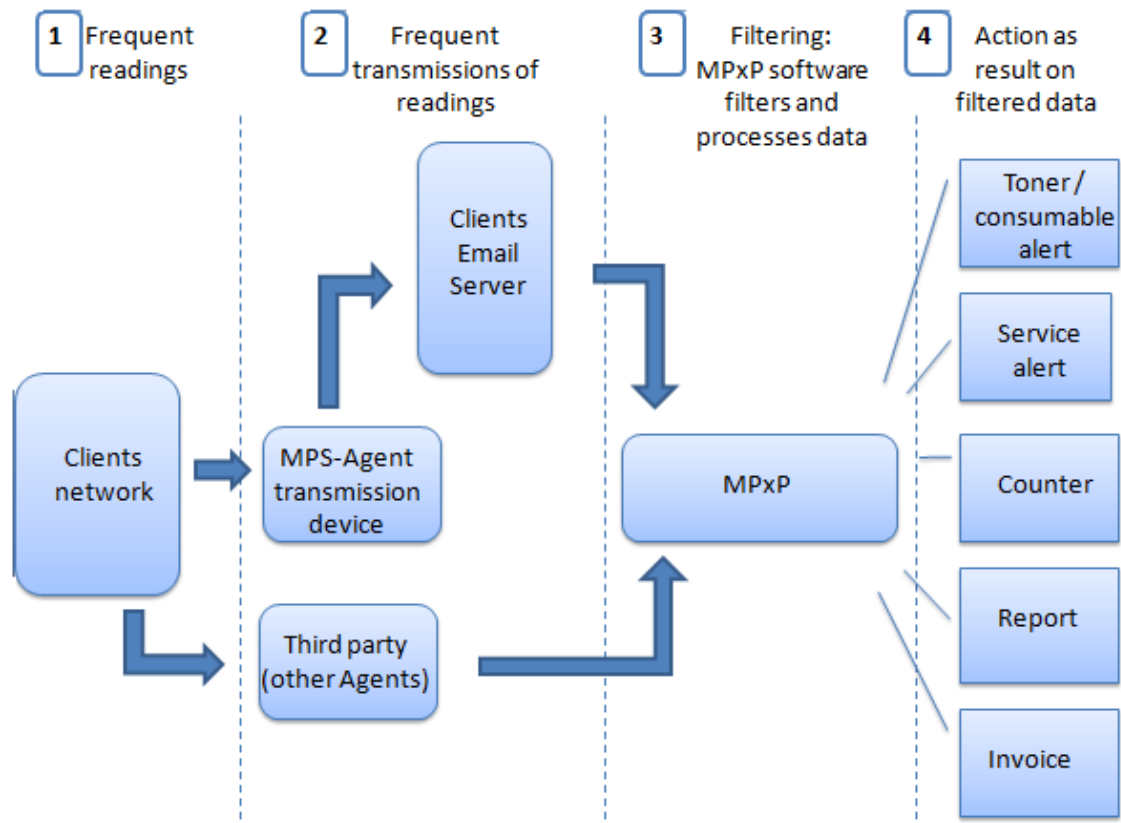 1 Frequent
readings
2 Frequent
transmissions of
readings
3 Filtering:
MPxP software
filters and
processes data
4 Action as
result on
filtered data
Clients
network
Clients
Email
Server
MPS-Agent
transmission
device
Third party
(other Agents)
MPxP
Toner /
consumable
alert
Service
alert
Counter
Report
Invoice